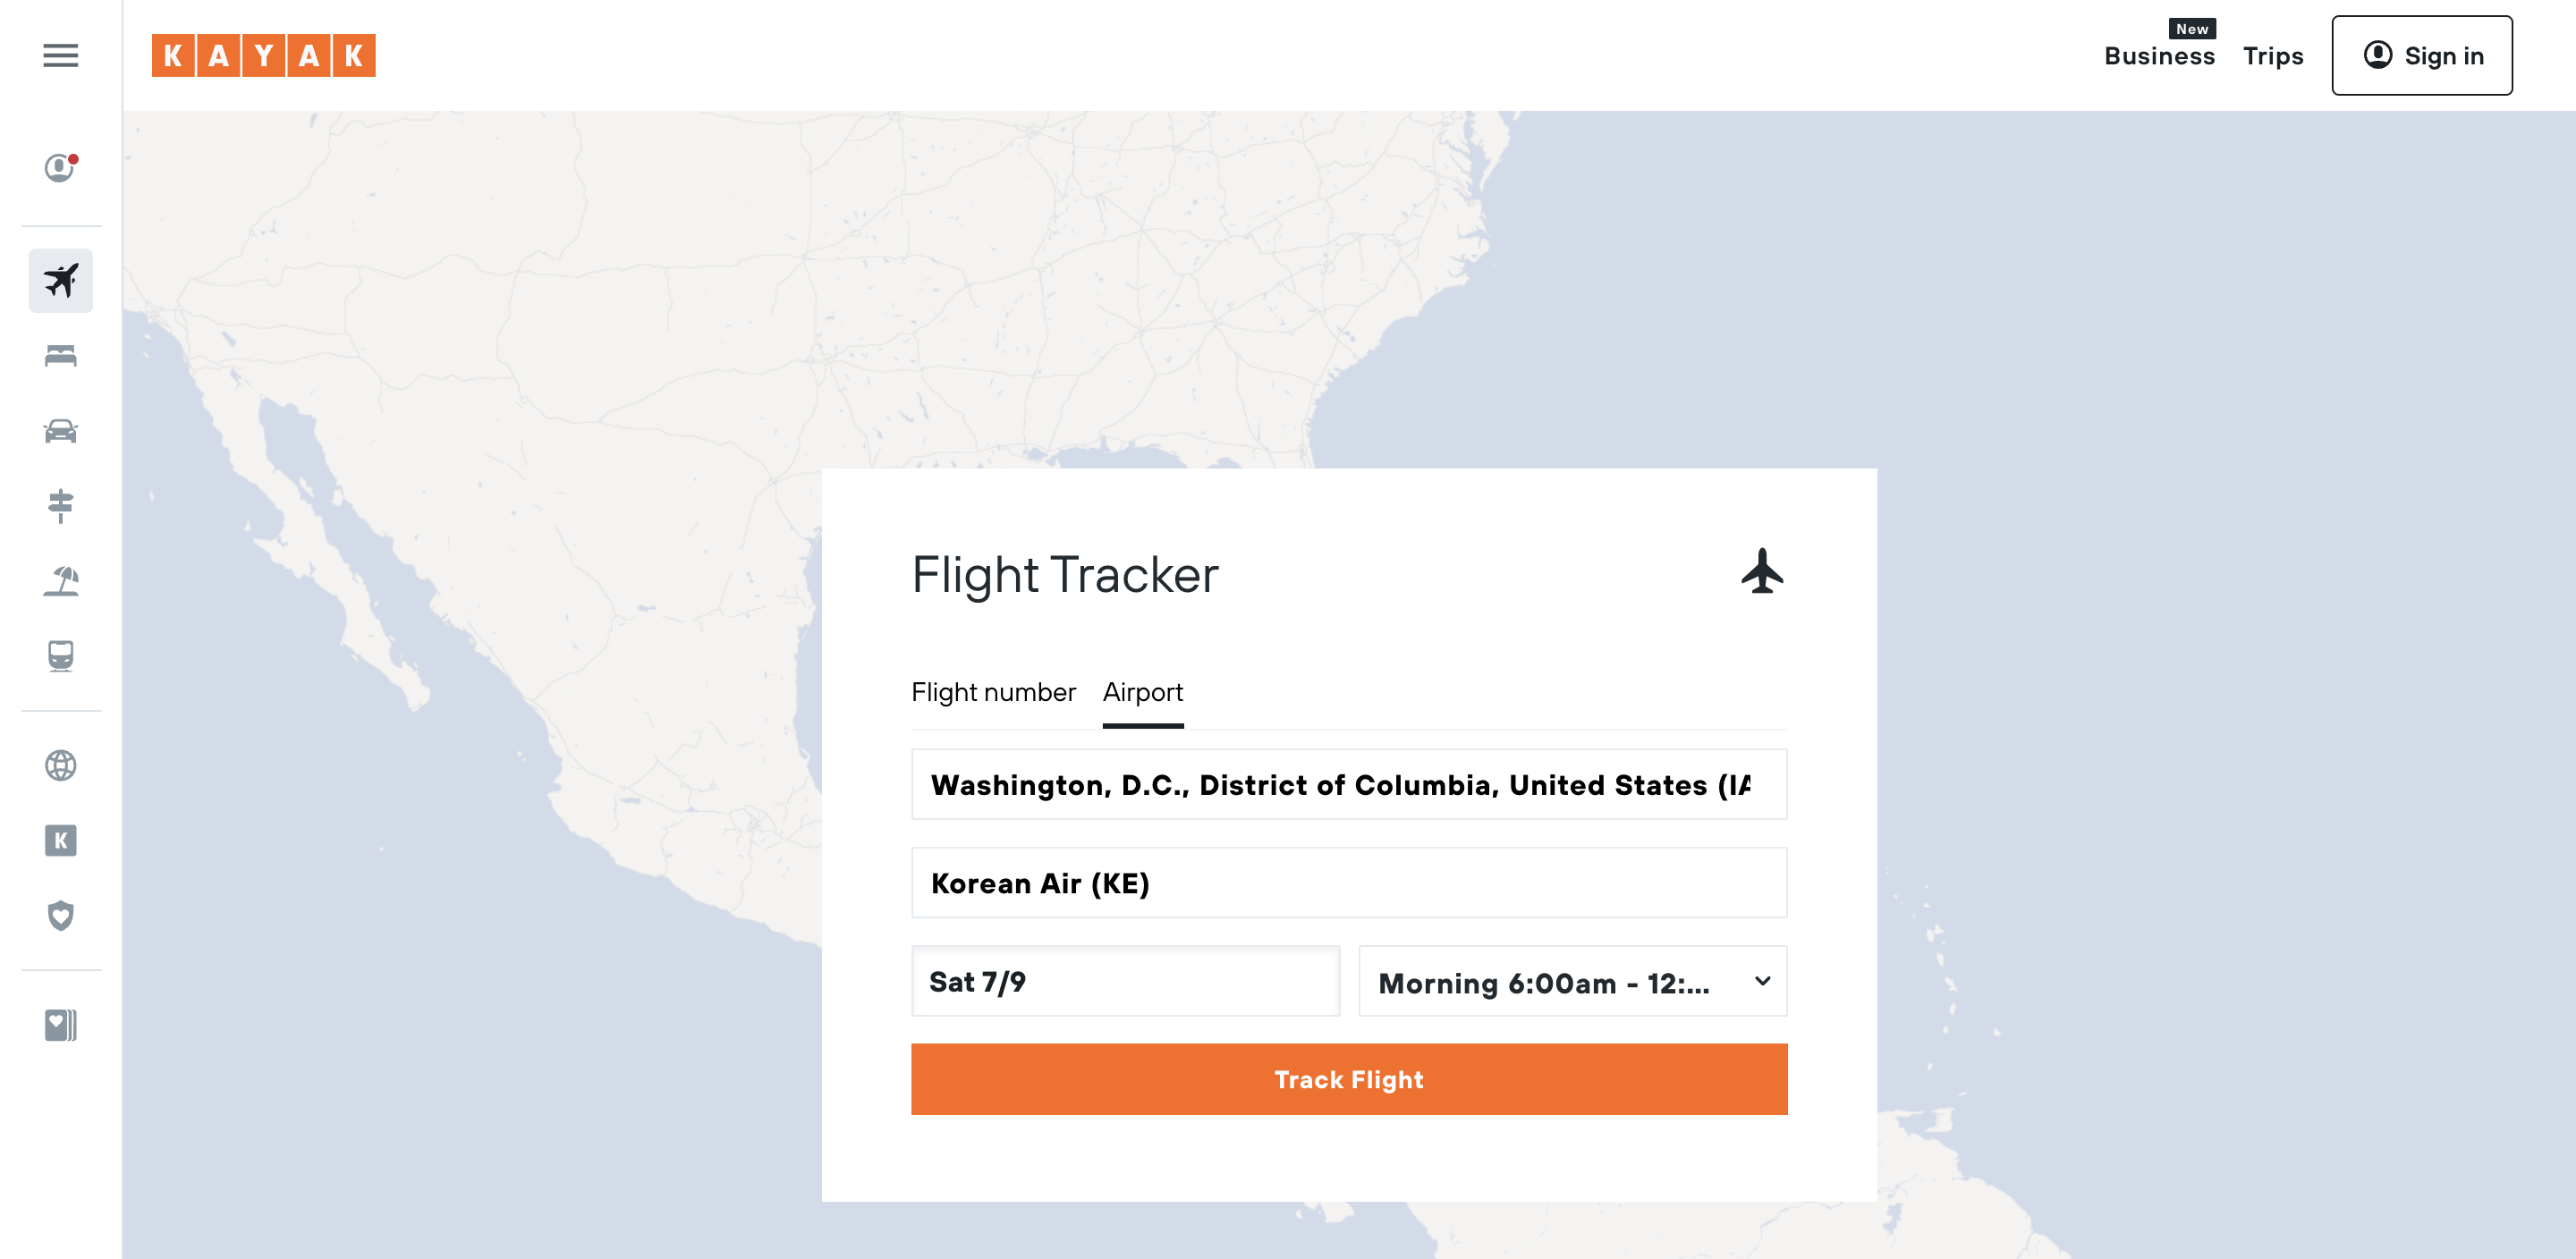 KAYAK
New
Business
Trips
Sign in
Flight Tracker
Flight number
Airport
Washington, D.C., District of Columbia, United States (IA
Korean Air (KE)
Sat 7/9
Morning 6:00am - 12:...
Track Flight
K